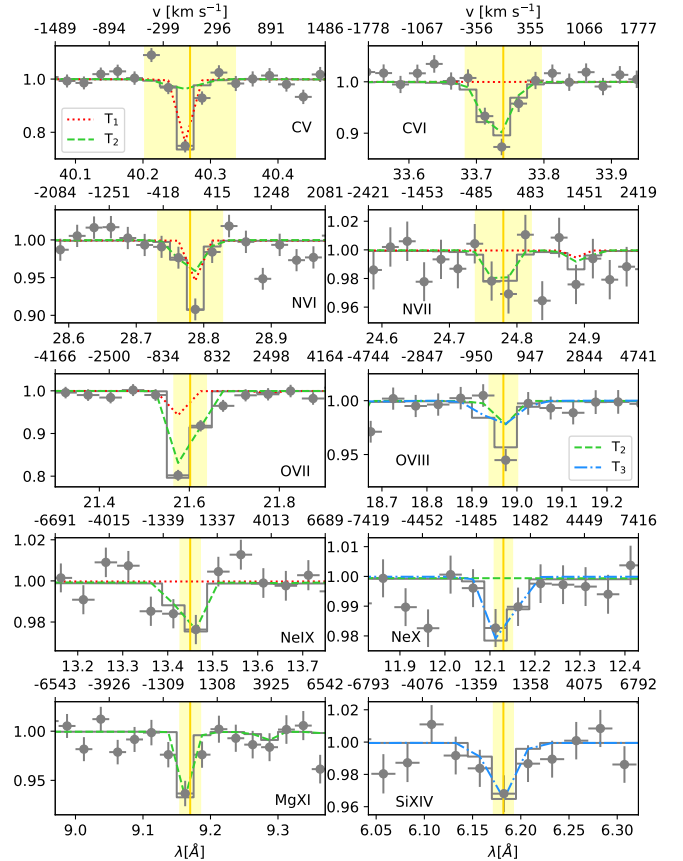 v [km s⁻¹] v [km s⁻¹]
-1489 -894 -299 296 891 1486 -1778 -1067 -356 355 1066 1777
1.0 0.8 T₁ T₂ CV 1.0 0.9 CVI
40.1 40.2 40.3 40.4 33.6 33.7 33.8 33.9
-2084 -1251 -418 415 1248 2081 -2421 -1453 -485 483 1451 2419
1.00 0.95 0.90 NVI 1.02 1.00 0.98 0.96 NVII
28.6 28.7 28.8 28.9 24.6 24.7 24.8 24.9
-4166 -2500 -834 832 2498 4164 -4744 -2847 -950 947 2844 4741
1.0 0.9 0.8 OVII 1.00 0.95 OVIII T₂ T₃
21.4 21.6 21.8 18.7 18.8 18.9 19.0 19.1 19.2
-6691 -4015 -1339 1337 4013 6689 -7419 -4452 -1485 1482 4449 7416
1.02 1.00 0.98 NeIX 1.01 1.00 0.99 0.98 NeX
13.2 13.3 13.4 13.5 13.6 13.7 11.9 12.0 12.1 12.2 12.3 12.4
-6543 -3926 -1309 1308 3925 6542 -6793 -4076 -1359 1358 4075 6792
1.00 0.95 MgXI 1.02 1.00 0.98 0.96 SiXIV
9.0 9.1 9.2 9.3 6.05 6.10 6.15 6.20 6.25 6.30
λ[Å] λ[Å]